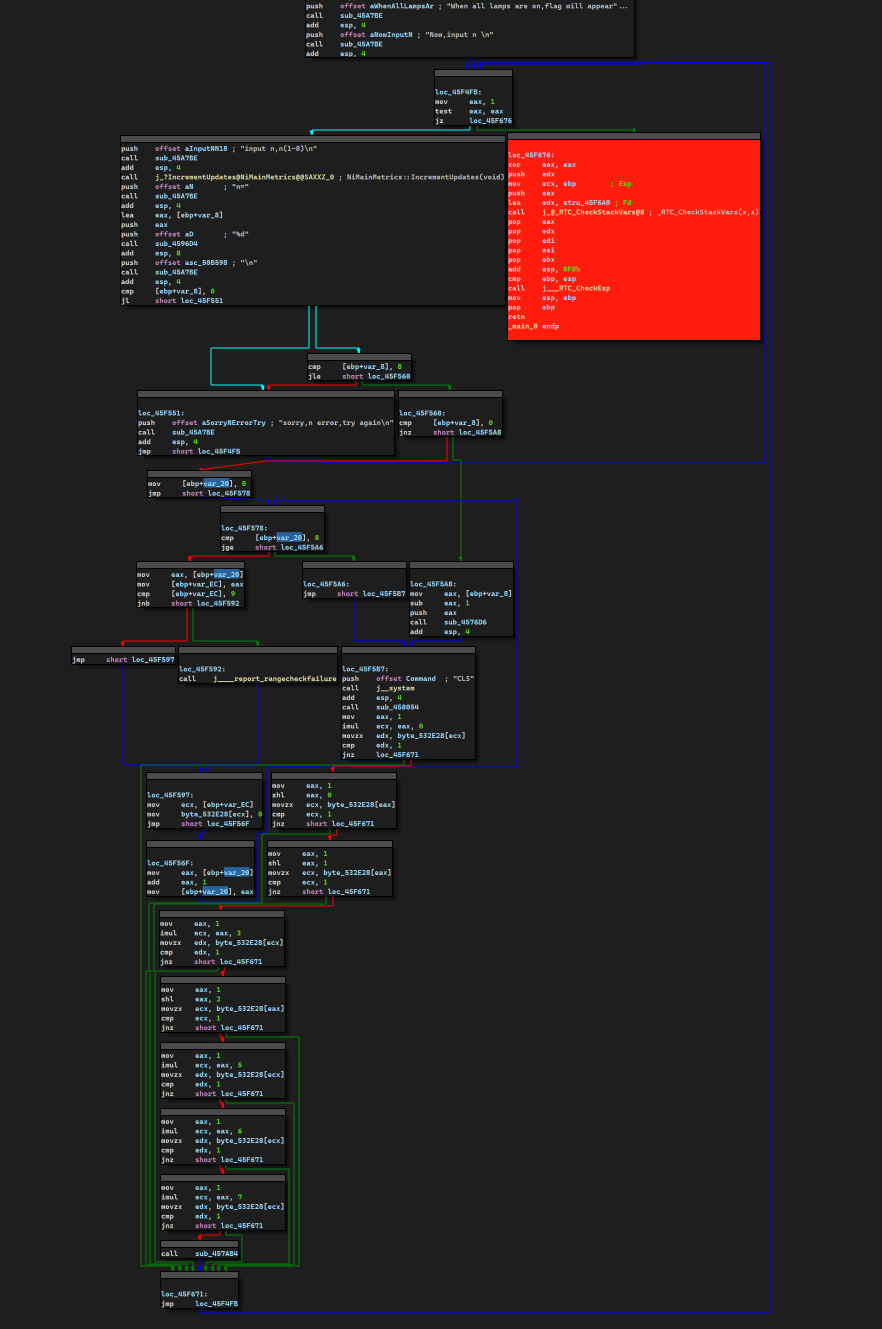 push offset aWhenAllLampsAr ; "When all lamps are on,flag will appear"...
call sub_45A7BE
add esp, 4
push offset aNowInputN ; "Now,input n \n"
call sub_45A7BE
add esp, 4
loc_45F4FB:
mov eax, 1
test eax, eax
jz loc_45F676
push offset aInputNN18 ; "input n,n(1-8)\n"
call sub_45A7BE
add esp, 4
call j_?IncrementUpdates@NiMainMetrics@@SAXXZ_0 ; NiMainMetrics::IncrementUpdates(void)
push offset aN ; "n="
call sub_45A7BE
add esp, 4
lea eax, [ebp+var_8]
push eax
push offset aD ; "%d"
call sub_4596D4
add esp, 8
push offset asc_50B598 ; "\n"
call sub_45A7BE
add esp, 4
cmp [ebp+var_8], 0
jl short loc_45F551
loc_45F676:
xor eax, eax
push edx
mov ecx, ebp ; Esp
push eax
lea edx, stru_45F6A0 ; Fd
call j_@_RTC_CheckStackVars@8 ; _RTC_CheckStackVars(x,x)
pop eax
pop edx
pop edi
pop esi
pop ebx
add esp, 0F0h
cmp ebp, esp
call j___RTC_CheckEsp
mov esp, ebp
pop ebp
retn
_main_0 endp
cmp [ebp+var_8], 8
jle short loc_45F560
loc_45F551:
push offset aSorryNErrorTry ; "sorry,n error,try again\n"
call sub_45A7BE
add esp, 4
jmp short loc_45F4FB
loc_45F560:
cmp [ebp+var_8], 0
jnz short loc_45F5A8
mov [ebp+var_20], 0
jmp short loc_45F578
loc_45F578:
cmp [ebp+var_20], 8
jge short loc_45F5A6
mov eax, [ebp+var_20]
mov [ebp+var_EC], eax
cmp [ebp+var_EC], 9
jnb short loc_45F592
loc_45F5A6:
jmp short loc_45F5B7
loc_45F5A8:
mov eax, [ebp+var_8]
sub eax, 1
push eax
call sub_4576D6
add esp, 4
jmp short loc_45F597
loc_45F592:
call j____report_rangecheckfailure
loc_45F5B7:
push offset Command ; "CLS"
call j__system
add esp, 4
call sub_458054
mov eax, 1
imul ecx, eax, 0
movzx edx, byte_532E28[ecx]
cmp edx, 1
jnz loc_45F671
loc_45F597:
mov ecx, [ebp+var_EC]
mov byte_532E28[ecx], 0
jmp short loc_45F56F
mov eax, 1
shl eax, 0
movzx ecx, byte_532E28[eax]
cmp ecx, 1
jnz short loc_45F671
loc_45F56F:
mov eax, [ebp+var_20]
add eax, 1
mov [ebp+var_20], eax
mov eax, 1
shl eax, 1
movzx ecx, byte_532E28[eax]
cmp ecx, 1
jnz short loc_45F671
mov eax, 1
imul ecx, eax, 3
movzx edx, byte_532E28[ecx]
cmp edx, 1
jnz short loc_45F671
mov eax, 1
shl eax, 2
movzx ecx, byte_532E28[eax]
cmp ecx, 1
jnz short loc_45F671
mov eax, 1
imul ecx, eax, 5
movzx edx, byte_532E28[ecx]
cmp edx, 1
jnz short loc_45F671
mov eax, 1
imul ecx, eax, 6
movzx edx, byte_532E28[ecx]
cmp edx, 1
jnz short loc_45F671
mov eax, 1
imul ecx, eax, 7
movzx edx, byte_532E28[ecx]
cmp edx, 1
jnz short loc_45F671
call sub_457AB4
loc_45F671:
jmp loc_45F4FB